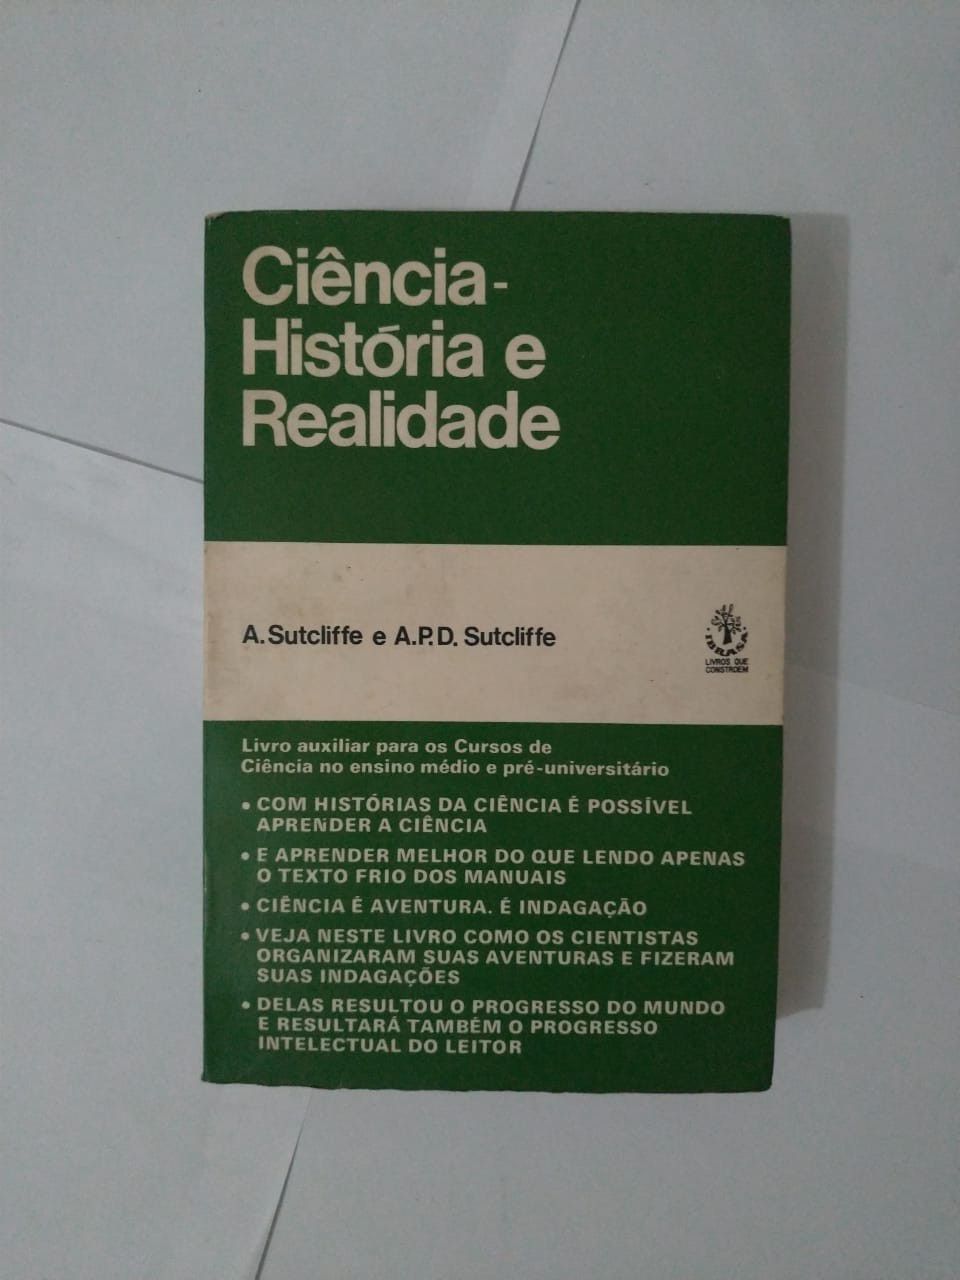 Ciência-
História e
Realidade
A. Sutcliffe e A.P.D. Sutcliffe
IBRASA
LIVROS QUE
CONSTROEM
Livro auxiliar para os Cursos de
Ciência no ensino médio e pré-universitário
• COM HISTÓRIAS DA CIÊNCIA É POSSÍVEL
APRENDER A CIÊNCIA
• E APRENDER MELHOR DO QUE LENDO APENAS
O TEXTO FRIO DOS MANUAIS
• CIÊNCIA É AVENTURA. É INDAGAÇÃO
• VEJA NESTE LIVRO COMO OS CIENTISTAS
ORGANIZARAM SUAS AVENTURAS E FIZERAM
SUAS INDAGAÇÕES
• DELAS RESULTOU O PROGRESSO DO MUNDO
E RESULTARÁ TAMBÉM O PROGRESSO
INTELECTUAL DO LEITOR